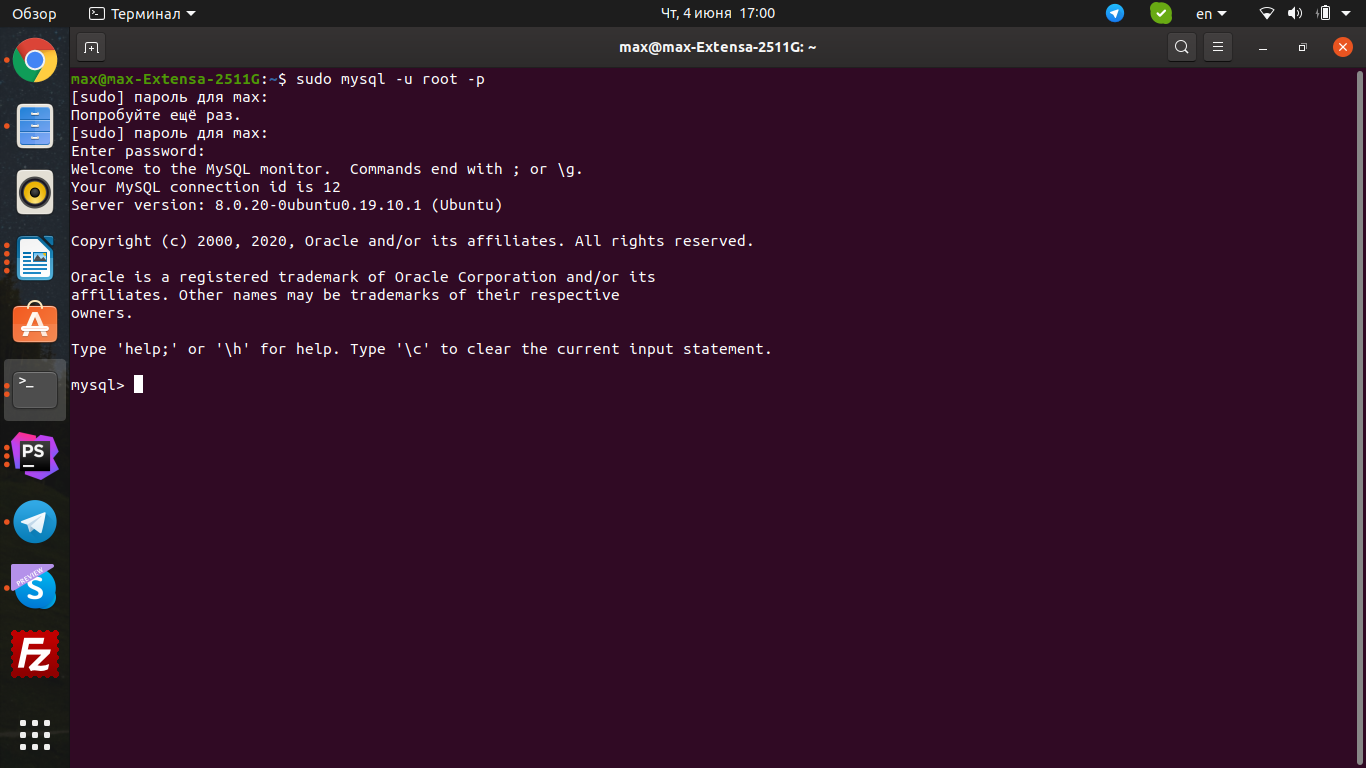 Обзор
Терминал
Чт, 4 июня 17:00
en
max@max-Extensa-2511G: ~
max@max-Extensa-2511G:~$ sudo mysql -u root -p
[sudo] пароль для max:
Попробуйте ещё раз.
[sudo] пароль для max:
Enter password:
Welcome to the MySQL monitor.  Commands end with ; or \g.
Your MySQL connection id is 12
Server version: 8.0.20-0ubuntu0.19.10.1 (Ubuntu)
Copyright (c) 2000, 2020, Oracle and/or its affiliates. All rights reserved.
Oracle is a registered trademark of Oracle Corporation and/or its
affiliates. Other names may be trademarks of their respective
owners.
Type 'help;' or '\h' for help. Type '\c' to clear the current input statement.
mysql>
>_
PS
PREVIEW
S
Fz